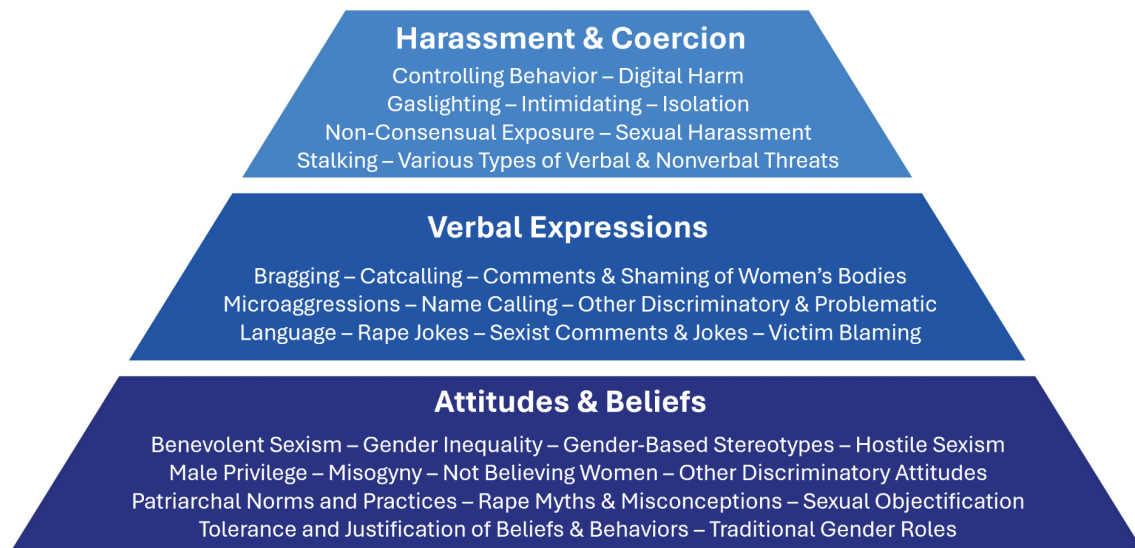 Harassment & Coercion
Controlling Behavior – Digital Harm
Gaslighting – Intimidating – Isolation
Non-Consensual Exposure – Sexual Harassment
Stalking – Various Types of Verbal & Nonverbal Threats
Verbal Expressions
Bragging – Catcalling – Comments & Shaming of Women’s Bodies
Microaggressions – Name Calling – Other Discriminatory & Problematic
Language – Rape Jokes – Sexist Comments & Jokes – Victim Blaming
Attitudes & Beliefs
Benevolent Sexism – Gender Inequality – Gender-Based Stereotypes – Hostile Sexism
Male Privilege – Misogyny – Not Believing Women – Other Discriminatory Attitudes
Patriarchal Norms and Practices – Rape Myths & Misconceptions – Sexual Objectification
Tolerance and Justification of Beliefs & Behaviors – Traditional Gender Roles